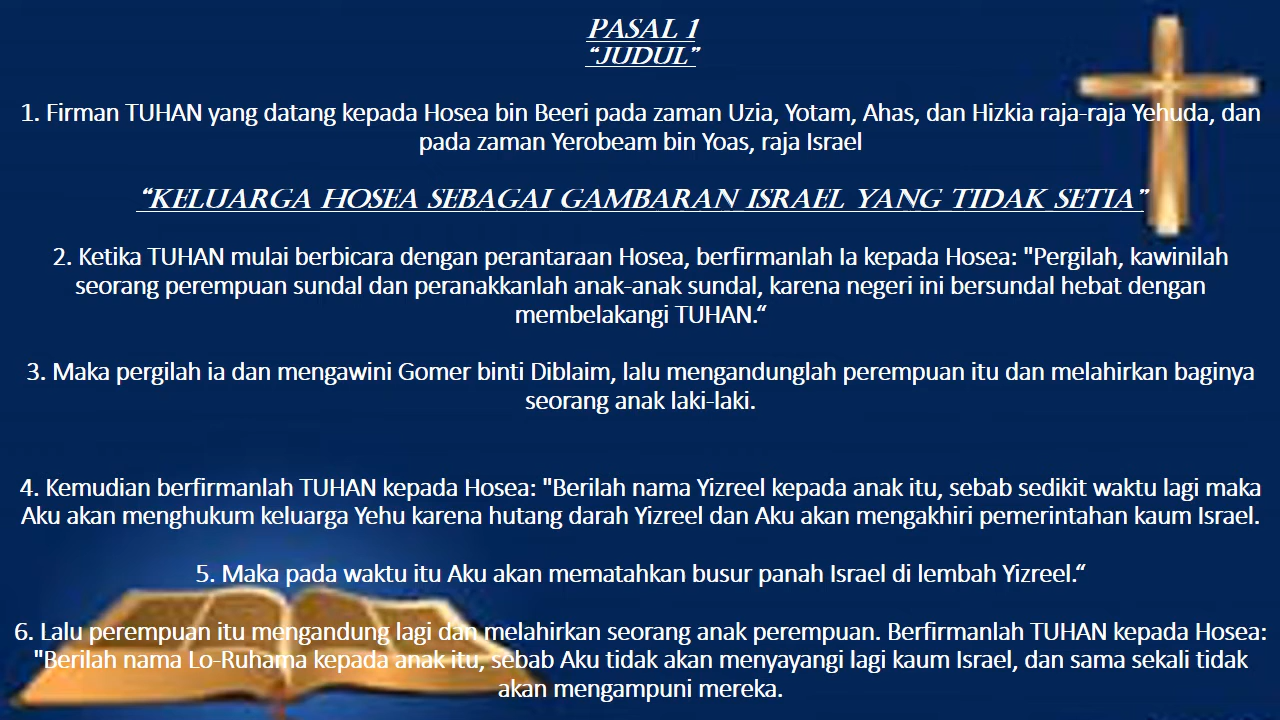 PASAL 1
“JUDUL”
1. Firman TUHAN yang datang kepada Hosea bin Beeri pada zaman Uzia, Yotam, Ahas, dan Hizkia raja-raja Yehuda, dan
pada zaman Yerobeam bin Yoas, raja Israel
“KELUARGA HOSEA SEBAGAI GAMBARAN ISRAEL YANG TIDAK SETIA”
2. Ketika TUHAN mulai berbicara dengan perantaraan Hosea, berfirmanlah Ia kepada Hosea: "Pergilah, kawinilah
seorang perempuan sundal dan peranakkanlah anak-anak sundal, karena negeri ini bersundal hebat dengan
membelakangi TUHAN.“
3. Maka pergilah ia dan mengawini Gomer binti Diblaim, lalu mengandunglah perempuan itu dan melahirkan baginya
seorang anak laki-laki.
4. Kemudian berfirmanlah TUHAN kepada Hosea: "Berilah nama Yizreel kepada anak itu, sebab sedikit waktu lagi maka
Aku akan menghukum keluarga Yehu karena hutang darah Yizreel dan Aku akan mengakhiri pemerintahan kaum Israel.
5. Maka pada waktu itu Aku akan mematahkan busur panah Israel di lembah Yizreel.“
6. Lalu perempuan itu mengandung lagi dan melahirkan seorang anak perempuan. Berfirmanlah TUHAN kepada Hosea:
"Berilah nama Lo-Ruhama kepada anak itu, sebab Aku tidak akan menyayangi lagi kaum Israel, dan sama sekali tidak
akan mengampuni mereka.